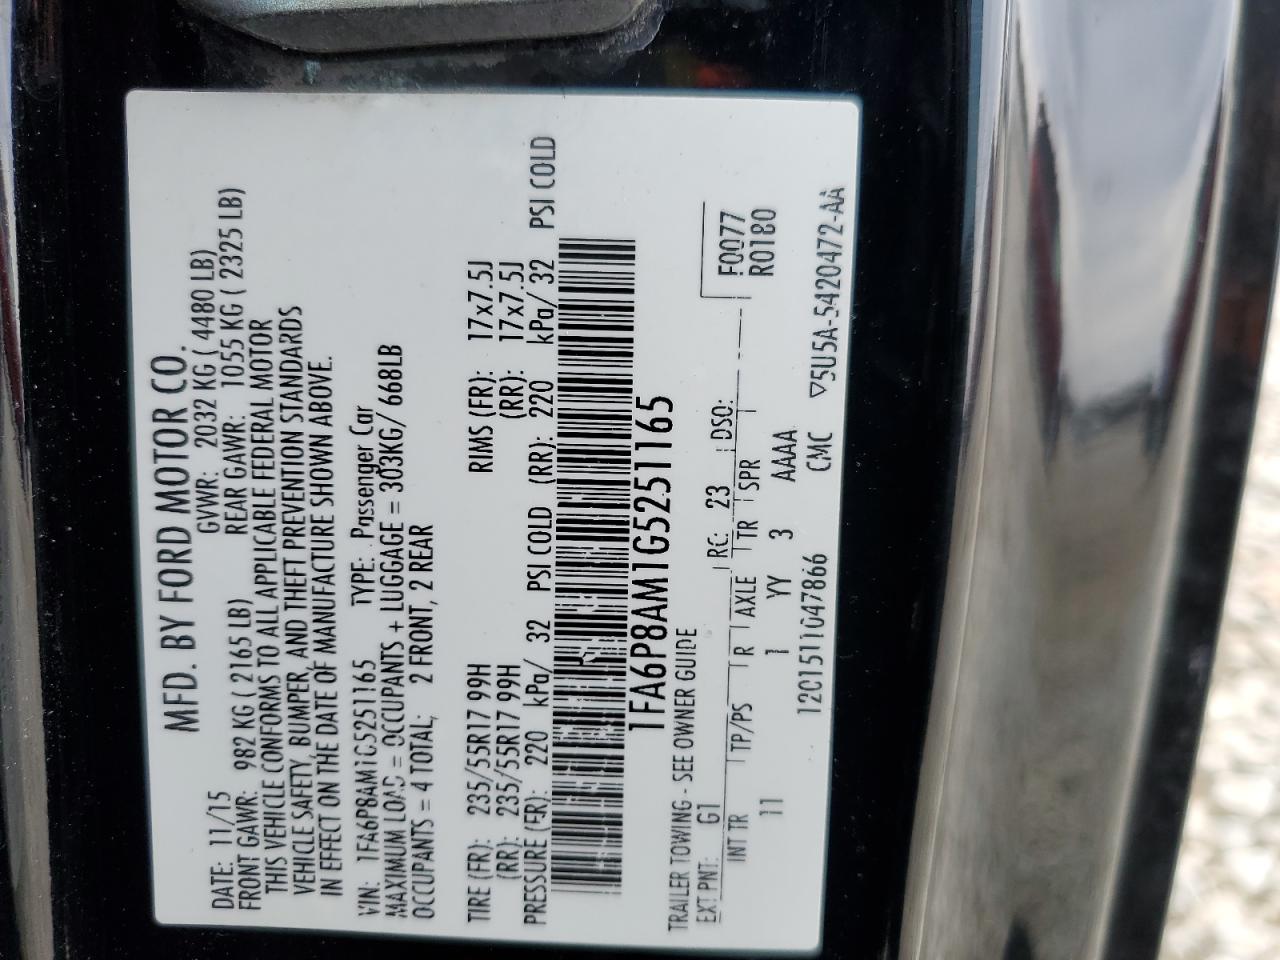 MFD. BY FORD MOTOR CO.
DATE: 11/15 GVWR: 2032 KG ( 4480 LB)
FRONT GAWR: 982 KG ( 2165 LB) REAR GAWR: 1055 KG ( 2325 LB)
THIS VEHICLE CONFORMS TO ALL APPLICABLE FEDERAL MOTOR
VEHICLE SAFETY, BUMPER, AND THEFT PREVENTION STANDARDS
IN EFFECT ON THE DATE OF MANUFACTURE SHOWN ABOVE.
VIN: 1FA6P8AM1G5251165 TYPE: Passenger Car
MAXIMUM LOAD = OCCUPANTS + LUGGAGE = 303KG/ 668LB
OCCUPANTS = 4 TOTAL; 2 FRONT, 2 REAR
TIRE (FR): 235/55R17 99H RIMS (FR): 17x7.5J
(RR): 235/55R17 99H (RR): 17x7.5J
PRESSURE (FR): 220 kPa/ 32 PSI COLD (RR): 220 kPa/ 32 PSI COLD
1FA6P8AM1G5251165
TRAILER TOWING - SEE OWNER GUIDE
EXT PNT: G1 RC: 23 DSO: F0077
INT TR TP/PS R AXLE TR SPR R0180
11 1 YY 3 AAAA
1201511047866 CMC ▽5U5A-5420472-AA